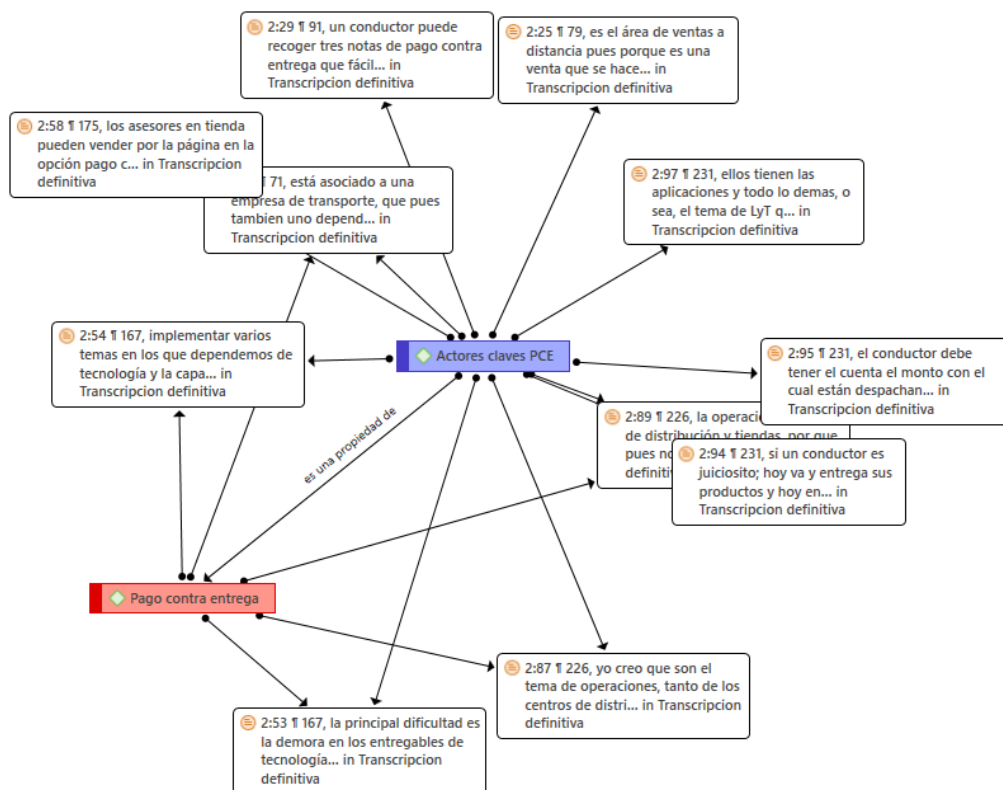 2:29 ¶ 91, un conductor puede
recoger tres notas de pago contra
entrega que fácil... in
Transcripcion definitiva
2:25 ¶ 79, es el área de ventas a
distancia pues porque es una
venta que se hace... in
Transcripcion definitiva
2:58 ¶ 175, los asesores en tienda
pueden vender por la página en la
opción pago c... in Transcripcion
definitiva
¶ 71, está asociado a una
empresa de transporte, que pues
tambien uno depend... in
Transcripcion definitiva
2:97 ¶ 231, ellos tienen las
aplicaciones y todo lo demas, o
sea, el tema de LyT q... in
Transcripcion definitiva
2:54 ¶ 167, implementar varios
temas en los que dependemos de
tecnología y la capa... in
Transcripcion definitiva
Actores claves PCE
2:95 ¶ 231, el conductor debe
tener el cuenta el monto con el
cual están despachan... in
Transcripcion definitiva
2:89 ¶ 226, la operació
de distribución y tiendas, por que
pues no
definitiv
2:94 ¶ 231, si un conductor es
juiciosito; hoy va y entrega sus
productos y hoy en... in
Transcripcion definitiva
es una propiedad de
Pago contra entrega
2:87 ¶ 226, yo creo que son el
tema de operaciones, tanto de los
centros de distri... in Transcripcion
definitiva
2:53 ¶ 167, la principal dificultad es
la demora en los entregables de
tecnología... in Transcripcion
definitiva